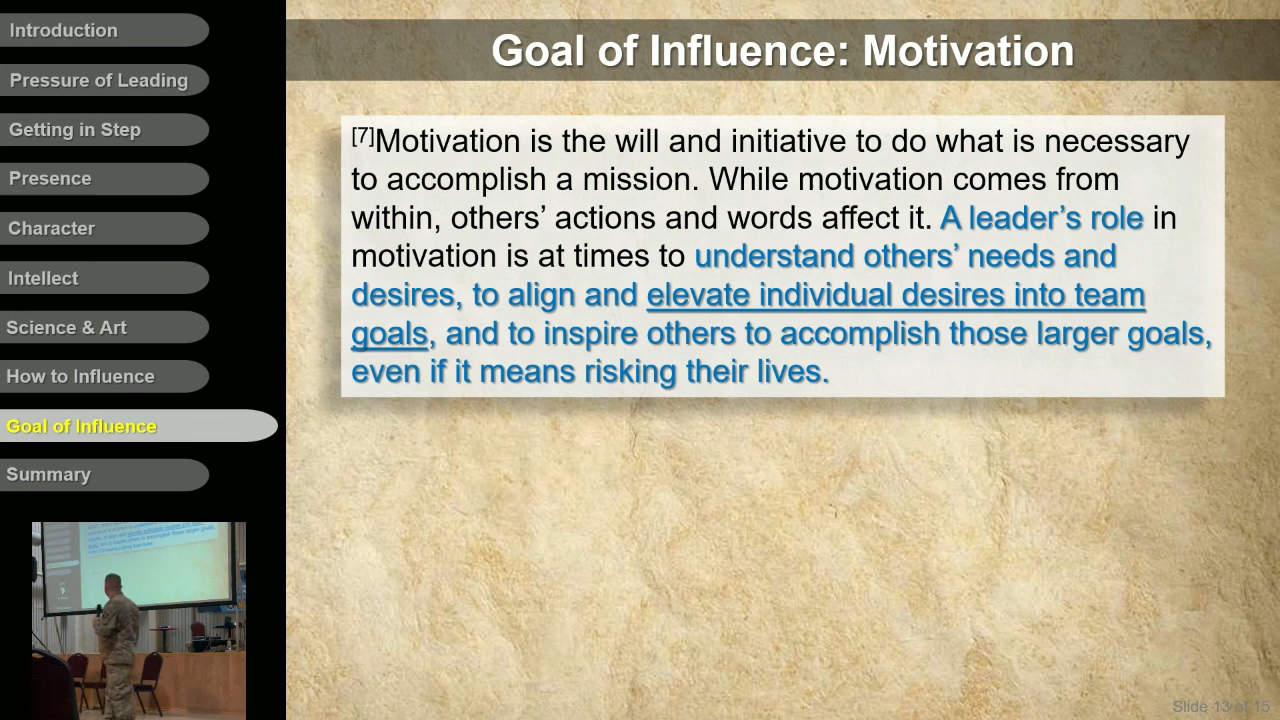 Introduction
Pressure of Leading
Getting in Step
Presence
Character
Intellect
Science & Art
How to Influence
Goal of Influence
Summary
Goal of Influence: Motivation
[7]Motivation is the will and initiative to do what is necessary
to accomplish a mission. While motivation comes from
within, others’ actions and words affect it. A leader’s role in
motivation is at times to understand others’ needs and
desires, to align and elevate individual desires into team
goals, and to inspire others to accomplish those larger goals,
even if it means risking their lives.
Slide 13 of 15